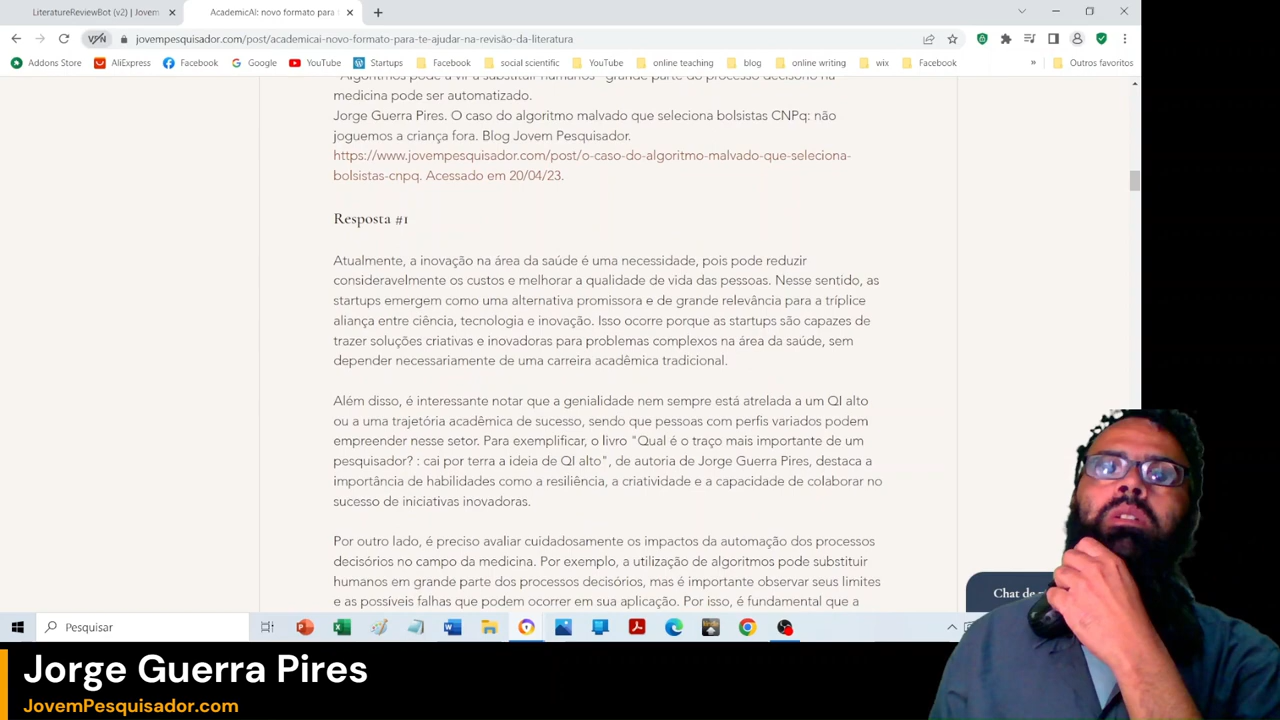 LiteratureReviewBot (v2) | Jovem
AcademicAI: novo formato para
jovempesquisador.com/post/academicai-novo-formato-para-te-ajudar-na-revisão-da-literatura
Addons Store AliExpress Facebook Google YouTube Startups Facebook social scientific YouTube online teaching blog online writing wix Facebook » Outros favoritos
Algoritmos pode a vir a substituir humanos - grande parte do processo decisório na
medicina pode ser automatizado.
Jorge Guerra Pires. O caso do algoritmo malvado que seleciona bolsistas CNPq: não
joguemos a criança fora. Blog Jovem Pesquisador.
https://www.jovempesquisador.com/post/o-caso-do-algoritmo-malvado-que-seleciona-
bolsistas-cnpq. Acessado em 20/04/23.
Resposta #1
Atualmente, a inovação na área da saúde é uma necessidade, pois pode reduzir
consideravelmente os custos e melhorar a qualidade de vida das pessoas. Nesse sentido, as
startups emergem como uma alternativa promissora e de grande relevância para a tríplice
aliança entre ciência, tecnologia e inovação. Isso ocorre porque as startups são capazes de
trazer soluções criativas e inovadoras para problemas complexos na área da saúde, sem
depender necessariamente de uma carreira acadêmica tradicional.
Além disso, é interessante notar que a genialidade nem sempre está atrelada a um QI alto
ou a uma trajetória acadêmica de sucesso, sendo que pessoas com perfis variados podem
empreender nesse setor. Para exemplificar, o livro "Qual é o traço mais importante de um
pesquisador? : cai por terra a ideia de QI alto", de autoria de Jorge Guerra Pires, destaca a
importância de habilidades como a resiliência, a criatividade e a capacidade de colaborar no
sucesso de iniciativas inovadoras.
Por outro lado, é preciso avaliar cuidadosamente os impactos da automação dos processos
decisórios no campo da medicina. Por exemplo, a utilização de algoritmos pode substituir
humanos em grande parte dos processos decisórios, mas é importante observar seus limites
e as possíveis falhas que podem ocorrer em sua aplicação. Por isso, é fundamental que a
Chat de
Pesquisar
Jorge Guerra Pires
JovemPesquisador.com